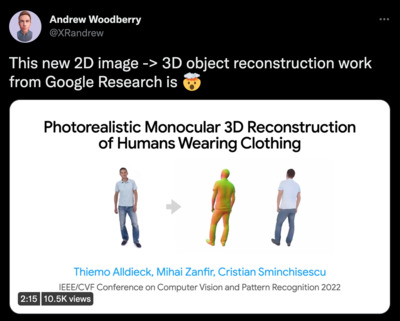 Andrew Woodberry
@XRandrew
This new 2D image -> 3D object reconstruction work
from Google Research is 🤯
Photorealistic Monocular 3D Reconstruction
of Humans Wearing Clothing
Thiemo Alldieck, Mihai Zanfir, Cristian Sminchisescu
IEEE/CVF Conference on Computer Vision and Pattern Recognition 2022
2:15
10.5K views